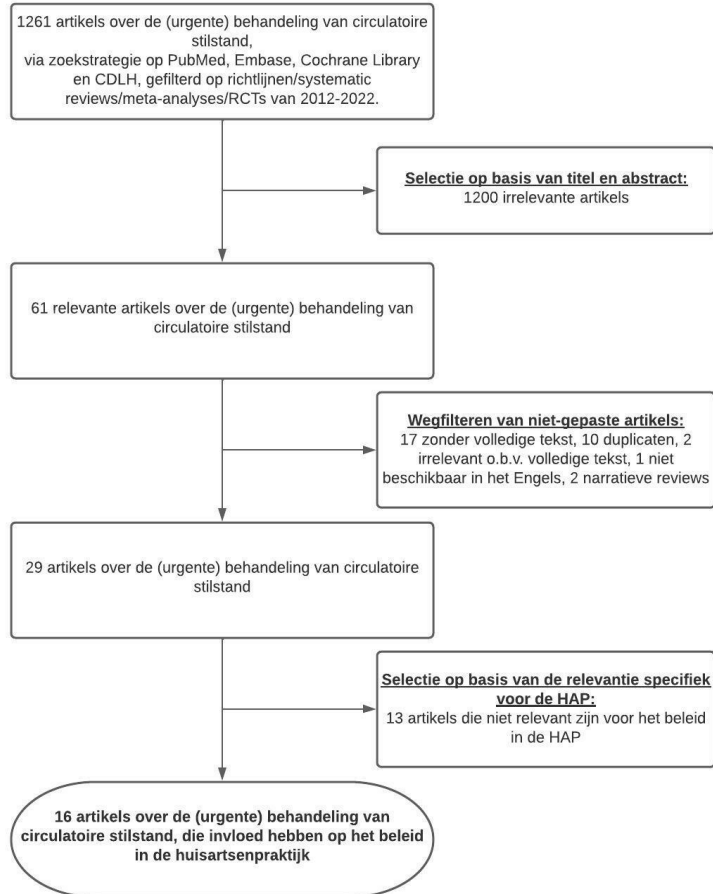 1261 artikels over de (urgente) behandeling van circulatoire
stilstand,
via zoekstrategie op PubMed, Embase, Cochrane Library
en CDLH, gefilterd op richtlijnen/systematic
reviews/meta-analyses/RCTs van 2012-2022.
Selectie op basis van titel en abstract:
1200 irrelevante artikels
61 relevante artikels over de (urgente) behandeling van
circulatoire stilstand
Wegfilteren van niet-gepaste artikels:
17 zonder volledige tekst, 10 duplicaten, 2
irrelevant o.b.v. volledige tekst, 1 niet
beschikbaar in het Engels, 2 narratieve reviews
29 artikels over de (urgente) behandeling van circulatoire
stilstand
Selectie op basis van de relevantie specifiek
voor de HAP:
13 artikels die niet relevant zijn voor het beleid
in de HAP
16 artikels over de (urgente) behandeling van
circulatoire stilstand, die invloed hebben op het beleid
in de huisartsenpraktijk